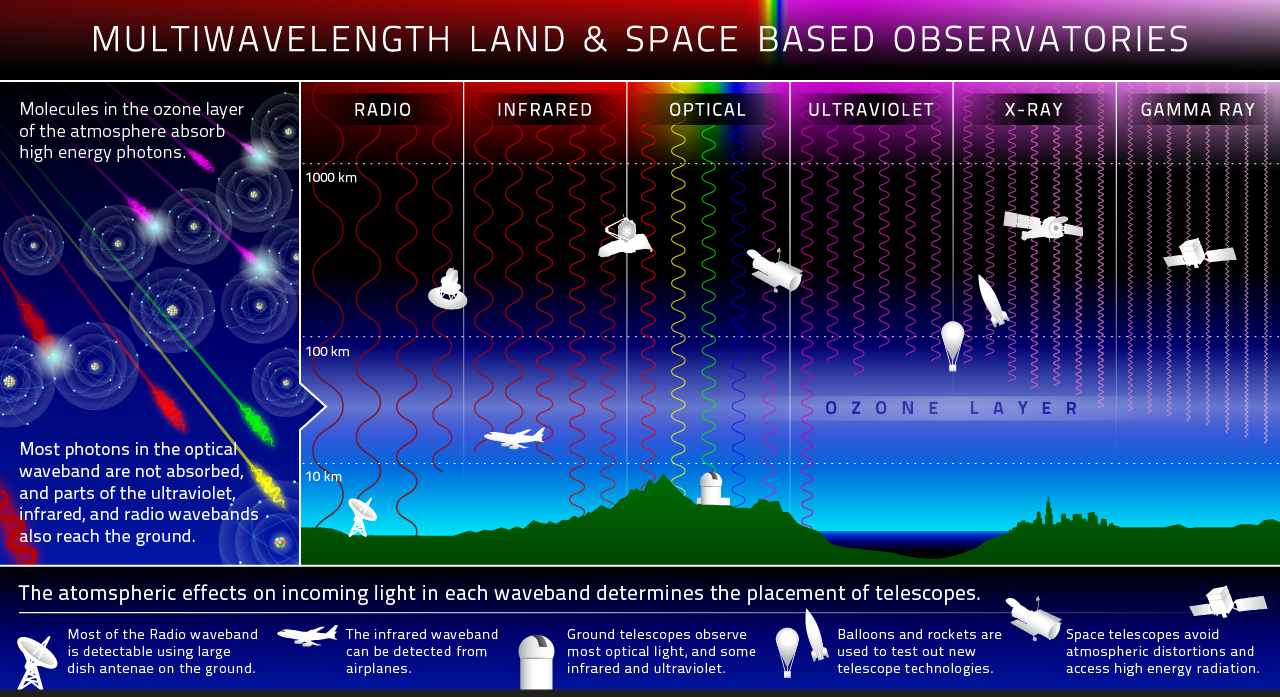 MULTIWAVELENGTH LAND & SPACE BASED OBSERVATORIES
Molecules in the ozone layer
of the atmosphere absorb
high energy photons.
Most photons in the optical
waveband are not absorbed,
and parts of the ultraviolet,
infrared, and radio wavebands
also reach the ground.
RADIO
INFRARED
OPTICAL
ULTRAVIOLET
X-RAY
GAMMA RAY
1000 km
100 km
OZONE LAYER
10 km
The atomspheric effects on incoming light in each waveband determines the placement of telescopes.
Most of the Radio waveband
is detectable using large
dish antenae on the ground.
The infrared waveband
can be detected from
airplanes.
Ground telescopes observe
most optical light, and some
infrared and ultraviolet.
Balloons and rockets are
used to test out new
telescope technologies.
Space telescopes avoid
atmospheric distortions and
access high energy radiation.